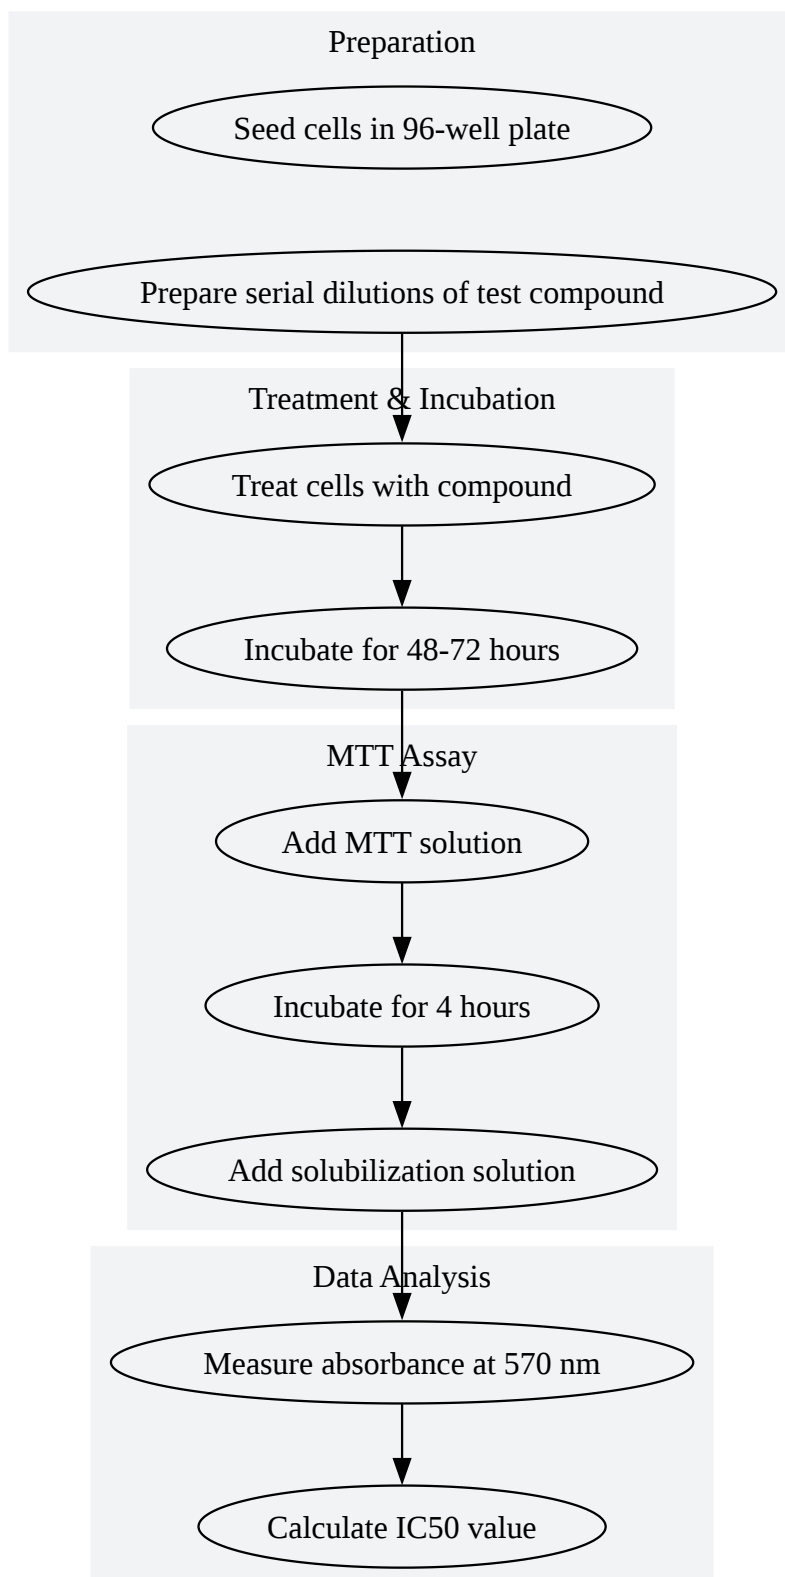 Preparation
Seed cells in 96-well plate
Prepare serial dilutions of test compound
Treatment & Incubation
Treat cells with compound
Incubate for 48-72 hours
MTT Assay
Add MTT solution
Incubate for 4 hours
Add solubilization solution
Data Analysis
Measure absorbance at 570 nm
Calculate IC50 value